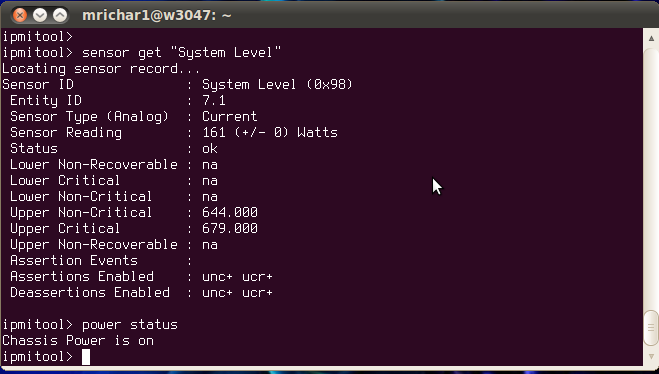 mrichar1@w3047: ~
ipmitool>
ipmitool> sensor get "System Level"
Locating sensor record...
Sensor ID              : System Level (0x98)
 Entity ID             : 7.1
 Sensor Type (Analog)  : Current
 Sensor Reading        : 161 (+/- 0) Watts
 Status                : ok
 Lower Non-Recoverable : na
 Lower Critical        : na
 Lower Non-Critical    : na
 Upper Non-Critical    : 644.000
 Upper Critical        : 679.000
 Upper Non-Recoverable : na
 Assertion Events      :
 Assertions Enabled    : unc+ ucr+
 Deassertions Enabled  : unc+ ucr+
ipmitool> power status
Chassis Power is on
ipmitool>